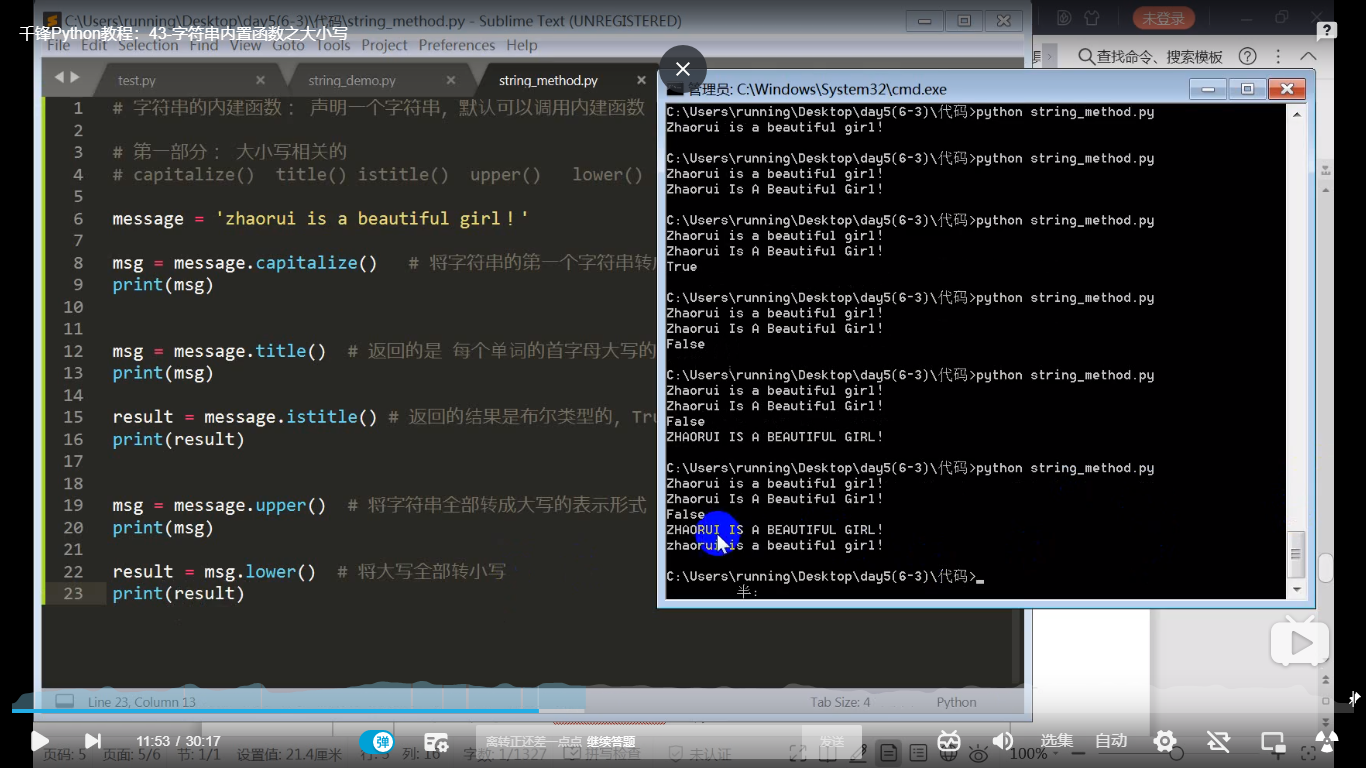 C:\Users\running\Desktop\day5(6-3)\代码\string_method.py - Sublime Text (UNREGISTERED)
千锋Python教程：43-字符串内置函数之大小写
File Edit Selection Find View Goto Tools Project Preferences Help
未登录
查找命令、搜索模板
test.py
string_demo.py
string_method.py
1 # 字符串的内建函数： 声明一个字符串，默认可以调用内建函数
2
3 # 第一部分： 大小写相关的
4 # capitalize() title() istitle() upper() lower()
5
6 message = 'zhaorui is a beautiful girl！'
7
8 msg = message.capitalize() # 将字符串的第一个字符串转
9 print(msg)
10
11
12 msg = message.title() # 返回的是 每个单词的首字母大写的
13 print(msg)
14
15 result = message.istitle() # 返回的结果是布尔类型的，Tru
16 print(result)
17
18
19 msg = message.upper() # 将字符串全部转成大写的表示形式
20 print(msg)
21
22 result = msg.lower() # 将大写全部转小写
23 print(result)
管理员: C:\Windows\System32\cmd.exe
C:\Users\running\Desktop\day5(6-3)\代码>python string_method.py
Zhaorui is a beautiful girl!
C:\Users\running\Desktop\day5(6-3)\代码>python string_method.py
Zhaorui is a beautiful girl!
Zhaorui Is A Beautiful Girl!
C:\Users\running\Desktop\day5(6-3)\代码>python string_method.py
Zhaorui is a beautiful girl!
Zhaorui Is A Beautiful Girl!
True
C:\Users\running\Desktop\day5(6-3)\代码>python string_method.py
Zhaorui is a beautiful girl!
Zhaorui Is A Beautiful Girl!
False
C:\Users\running\Desktop\day5(6-3)\代码>python string_method.py
Zhaorui is a beautiful girl!
Zhaorui Is A Beautiful Girl!
False
ZHAORUI IS A BEAUTIFUL GIRL!
C:\Users\running\Desktop\day5(6-3)\代码>python string_method.py
Zhaorui is a beautiful girl!
Zhaorui Is A Beautiful Girl!
False
ZHAORUI IS A BEAUTIFUL GIRL!
zhaorui is a beautiful girl!
C:\Users\running\Desktop\day5(6-3)\代码>_
半:
Line 23, Column 13
Tab Size: 4
Python
11:53 / 30:17
弹
离转正还差一点点 继续答题
发送
选集
自动
页码: 5 页面: 5/6 节: 1/1 设置值: 21.4厘米 行: 5 列: 16 字数: 1/1327 拼写检查 未认证
100%